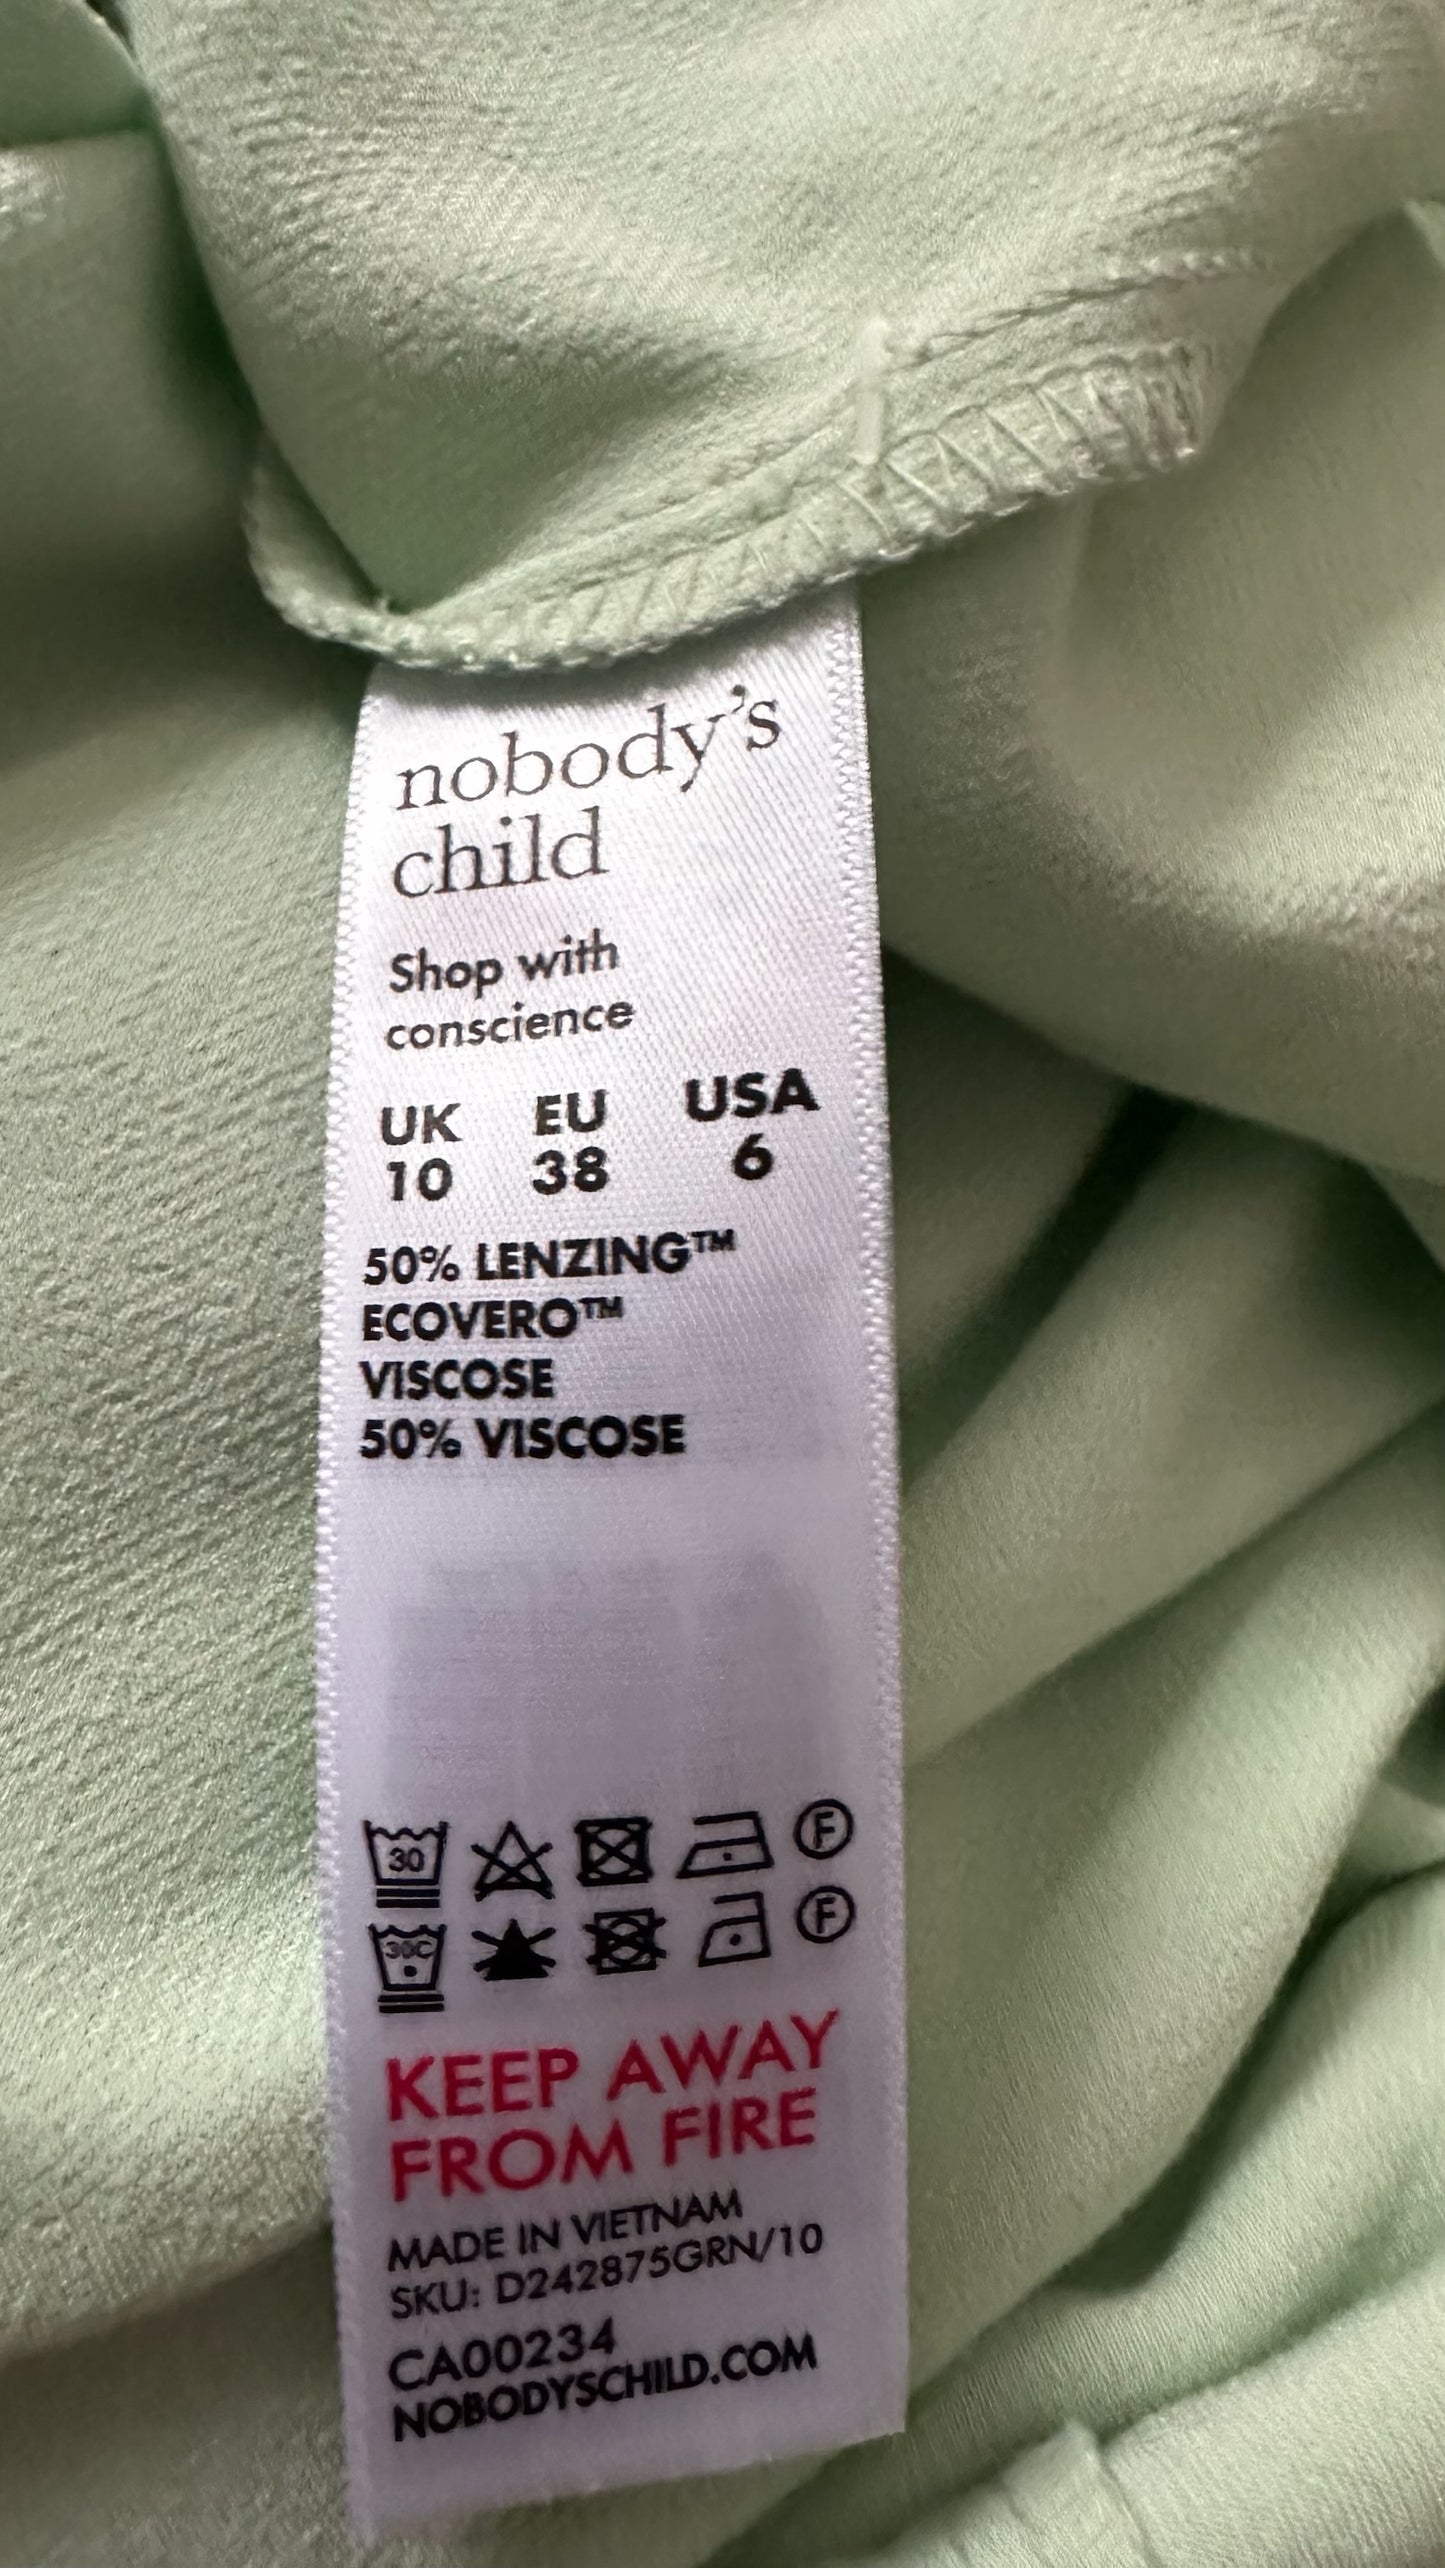 nobody's
child
Shop with
conscience
UK EU USA
10 38 6
50% LENZING™
ECOVERO™
VISCOSE
50% VISCOSE
30 F
30C F
KEEP AWAY
FROM FIRE
MADE IN VIETNAM
SKU: D242875GRN/10
CA00234
NOBODYSCHILD.COM